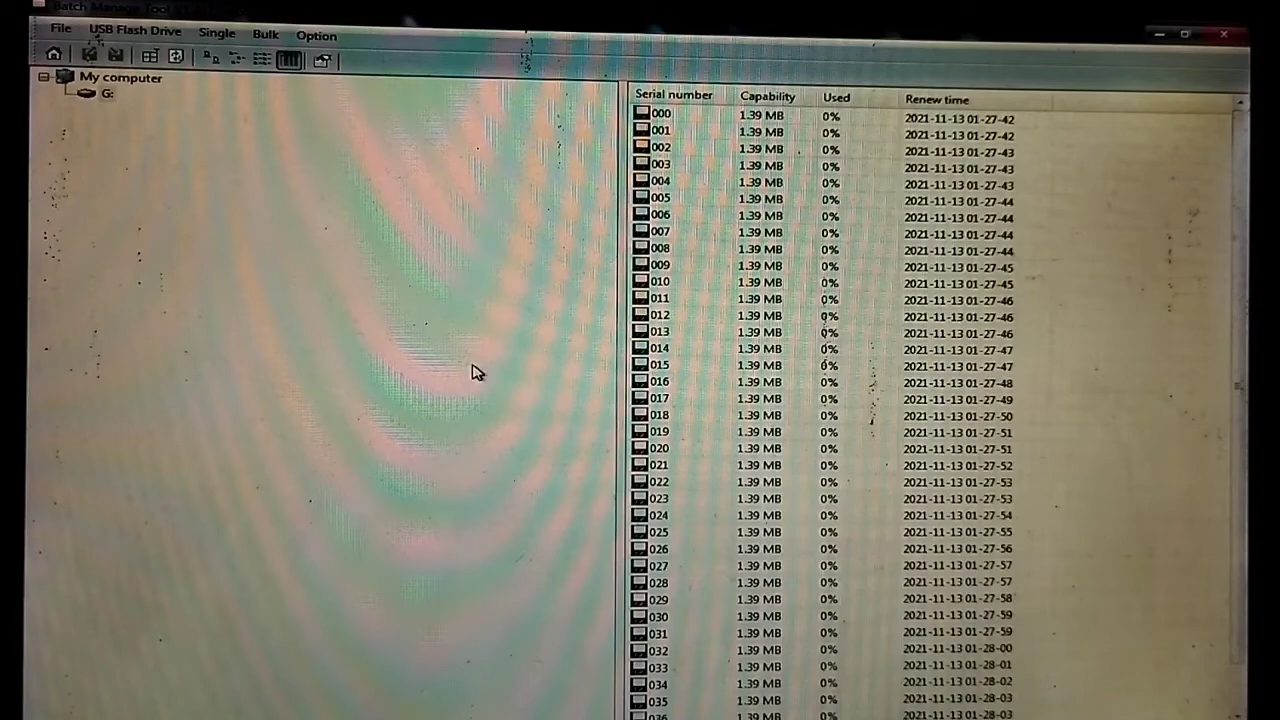 Batch Manage Tool
File USB Flash Drive Single Bulk Option
My computer
G:
Serial number Capability Used Renew time
000 1.39 MB 0% 2021-11-13 01-27-42
001 1.39 MB 0% 2021-11-13 01-27-42
002 1.39 MB 0% 2021-11-13 01-27-43
003 1.39 MB 0% 2021-11-13 01-27-43
004 1.39 MB 0% 2021-11-13 01-27-43
005 1.39 MB 0% 2021-11-13 01-27-44
006 1.39 MB 0% 2021-11-13 01-27-44
007 1.39 MB 0% 2021-11-13 01-27-44
008 1.39 MB 0% 2021-11-13 01-27-44
009 1.39 MB 0% 2021-11-13 01-27-45
010 1.39 MB 0% 2021-11-13 01-27-45
011 1.39 MB 0% 2021-11-13 01-27-46
012 1.39 MB 0% 2021-11-13 01-27-46
013 1.39 MB 0% 2021-11-13 01-27-46
014 1.39 MB 0% 2021-11-13 01-27-47
015 1.39 MB 0% 2021-11-13 01-27-47
016 1.39 MB 0% 2021-11-13 01-27-48
017 1.39 MB 0% 2021-11-13 01-27-49
018 1.39 MB 0% 2021-11-13 01-27-50
019 1.39 MB 0% 2021-11-13 01-27-51
020 1.39 MB 0% 2021-11-13 01-27-51
021 1.39 MB 0% 2021-11-13 01-27-52
022 1.39 MB 0% 2021-11-13 01-27-53
023 1.39 MB 0% 2021-11-13 01-27-53
024 1.39 MB 0% 2021-11-13 01-27-54
025 1.39 MB 0% 2021-11-13 01-27-55
026 1.39 MB 0% 2021-11-13 01-27-56
027 1.39 MB 0% 2021-11-13 01-27-57
028 1.39 MB 0% 2021-11-13 01-27-57
029 1.39 MB 0% 2021-11-13 01-27-58
030 1.39 MB 0% 2021-11-13 01-27-59
031 1.39 MB 0% 2021-11-13 01-27-59
032 1.39 MB 0% 2021-11-13 01-28-00
033 1.39 MB 0% 2021-11-13 01-28-01
034 1.39 MB 0% 2021-11-13 01-28-02
035 1.39 MB 0% 2021-11-13 01-28-03
036 1.39 MB 0% 2021-11-13 01-28-03